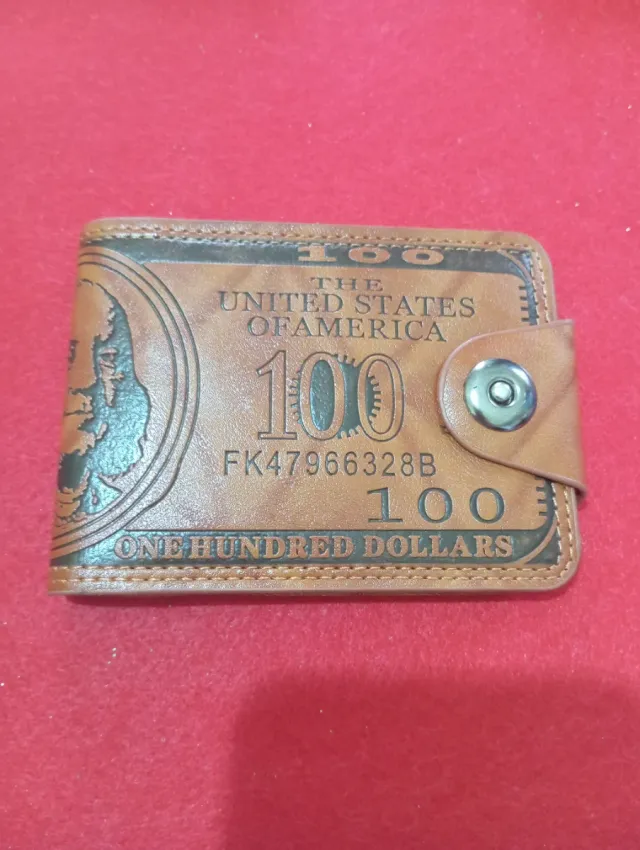 100
THE
UNITED STATES
OFAMERICA
100
FK47966328B
100
ONE HUNDRED DOLLARS